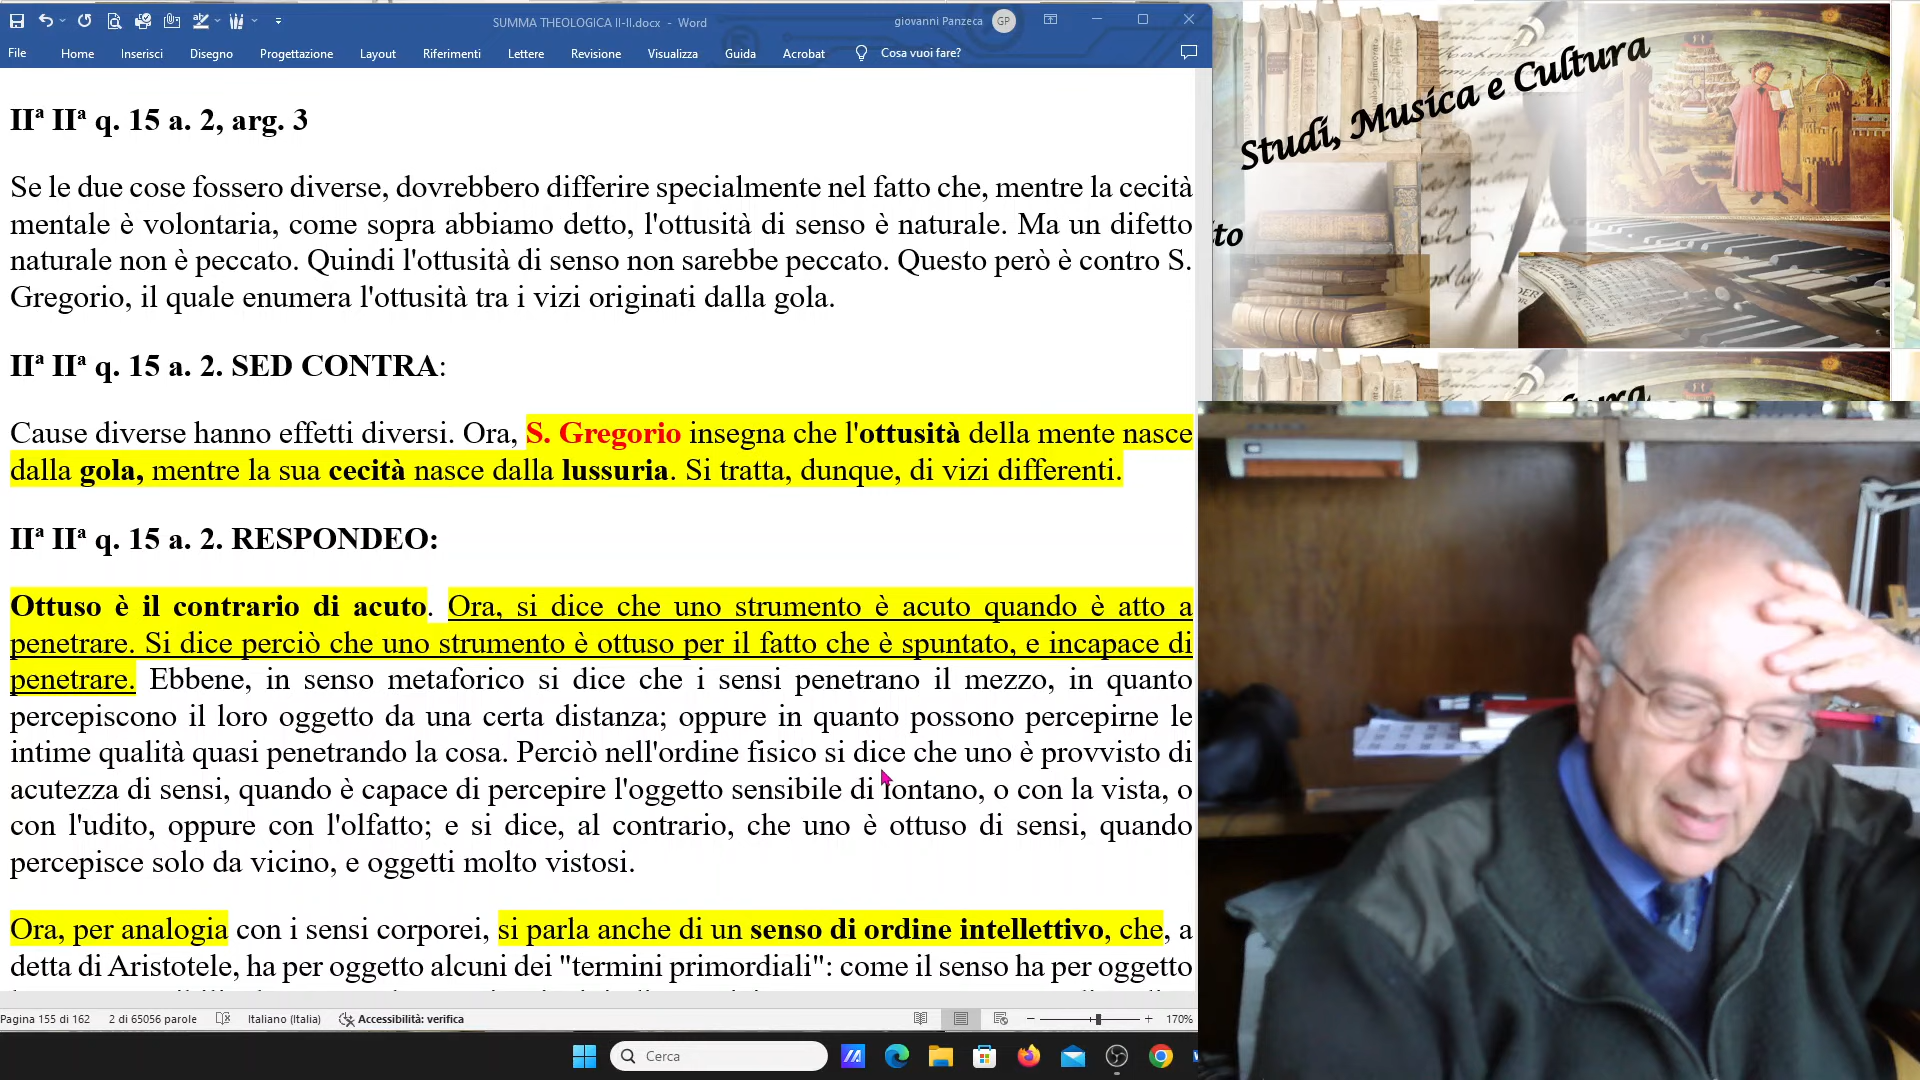 SUMMA THEOLOGICA II-II.docx - Word
giovanni Panzeca
GP
File Home Inserisci Disegno Progettazione Layout Riferimenti Lettere Revisione Visualizza Guida Acrobat Cosa vuoi fare?
IIª IIª q. 15 a. 2, arg. 3
Se le due cose fossero diverse, dovrebbero differire specialmente nel fatto che, mentre la cecità
mentale è volontaria, come sopra abbiamo detto, l'ottusità di senso è naturale. Ma un difetto
naturale non è peccato. Quindi l'ottusità di senso non sarebbe peccato. Questo però è contro S.
Gregorio, il quale enumera l'ottusità tra i vizi originati dalla gola.
IIª IIª q. 15 a. 2. SED CONTRA:
Cause diverse hanno effetti diversi. Ora, S. Gregorio insegna che l'ottusità della mente nasce
dalla gola, mentre la sua cecità nasce dalla lussuria. Si tratta, dunque, di vizi differenti.
IIª IIª q. 15 a. 2. RESPONDEO:
Ottuso è il contrario di acuto. Ora, si dice che uno strumento è acuto quando è atto a
penetrare. Si dice perciò che uno strumento è ottuso per il fatto che è spuntato, e incapace di
penetrare. Ebbene, in senso metaforico si dice che i sensi penetrano il mezzo, in quanto
percepiscono il loro oggetto da una certa distanza; oppure in quanto possono percepirne le
intime qualità quasi penetrando la cosa. Perciò nell'ordine fisico si dice che uno è provvisto di
acutezza di sensi, quando è capace di percepire l'oggetto sensibile di lontano, o con la vista, o
con l'udito, oppure con l'olfatto; e si dice, al contrario, che uno è ottuso di sensi, quando
percepisce solo da vicino, e oggetti molto vistosi.
Ora, per analogia con i sensi corporei, si parla anche di un senso di ordine intellettivo, che, a
detta di Aristotele, ha per oggetto alcuni dei "termini primordiali": come il senso ha per oggetto
Pagina 155 di 162 2 di 65056 parole Italiano (Italia) Accessibilità: verifica 170%
Cerca
Studi, Musica e Cultura
to